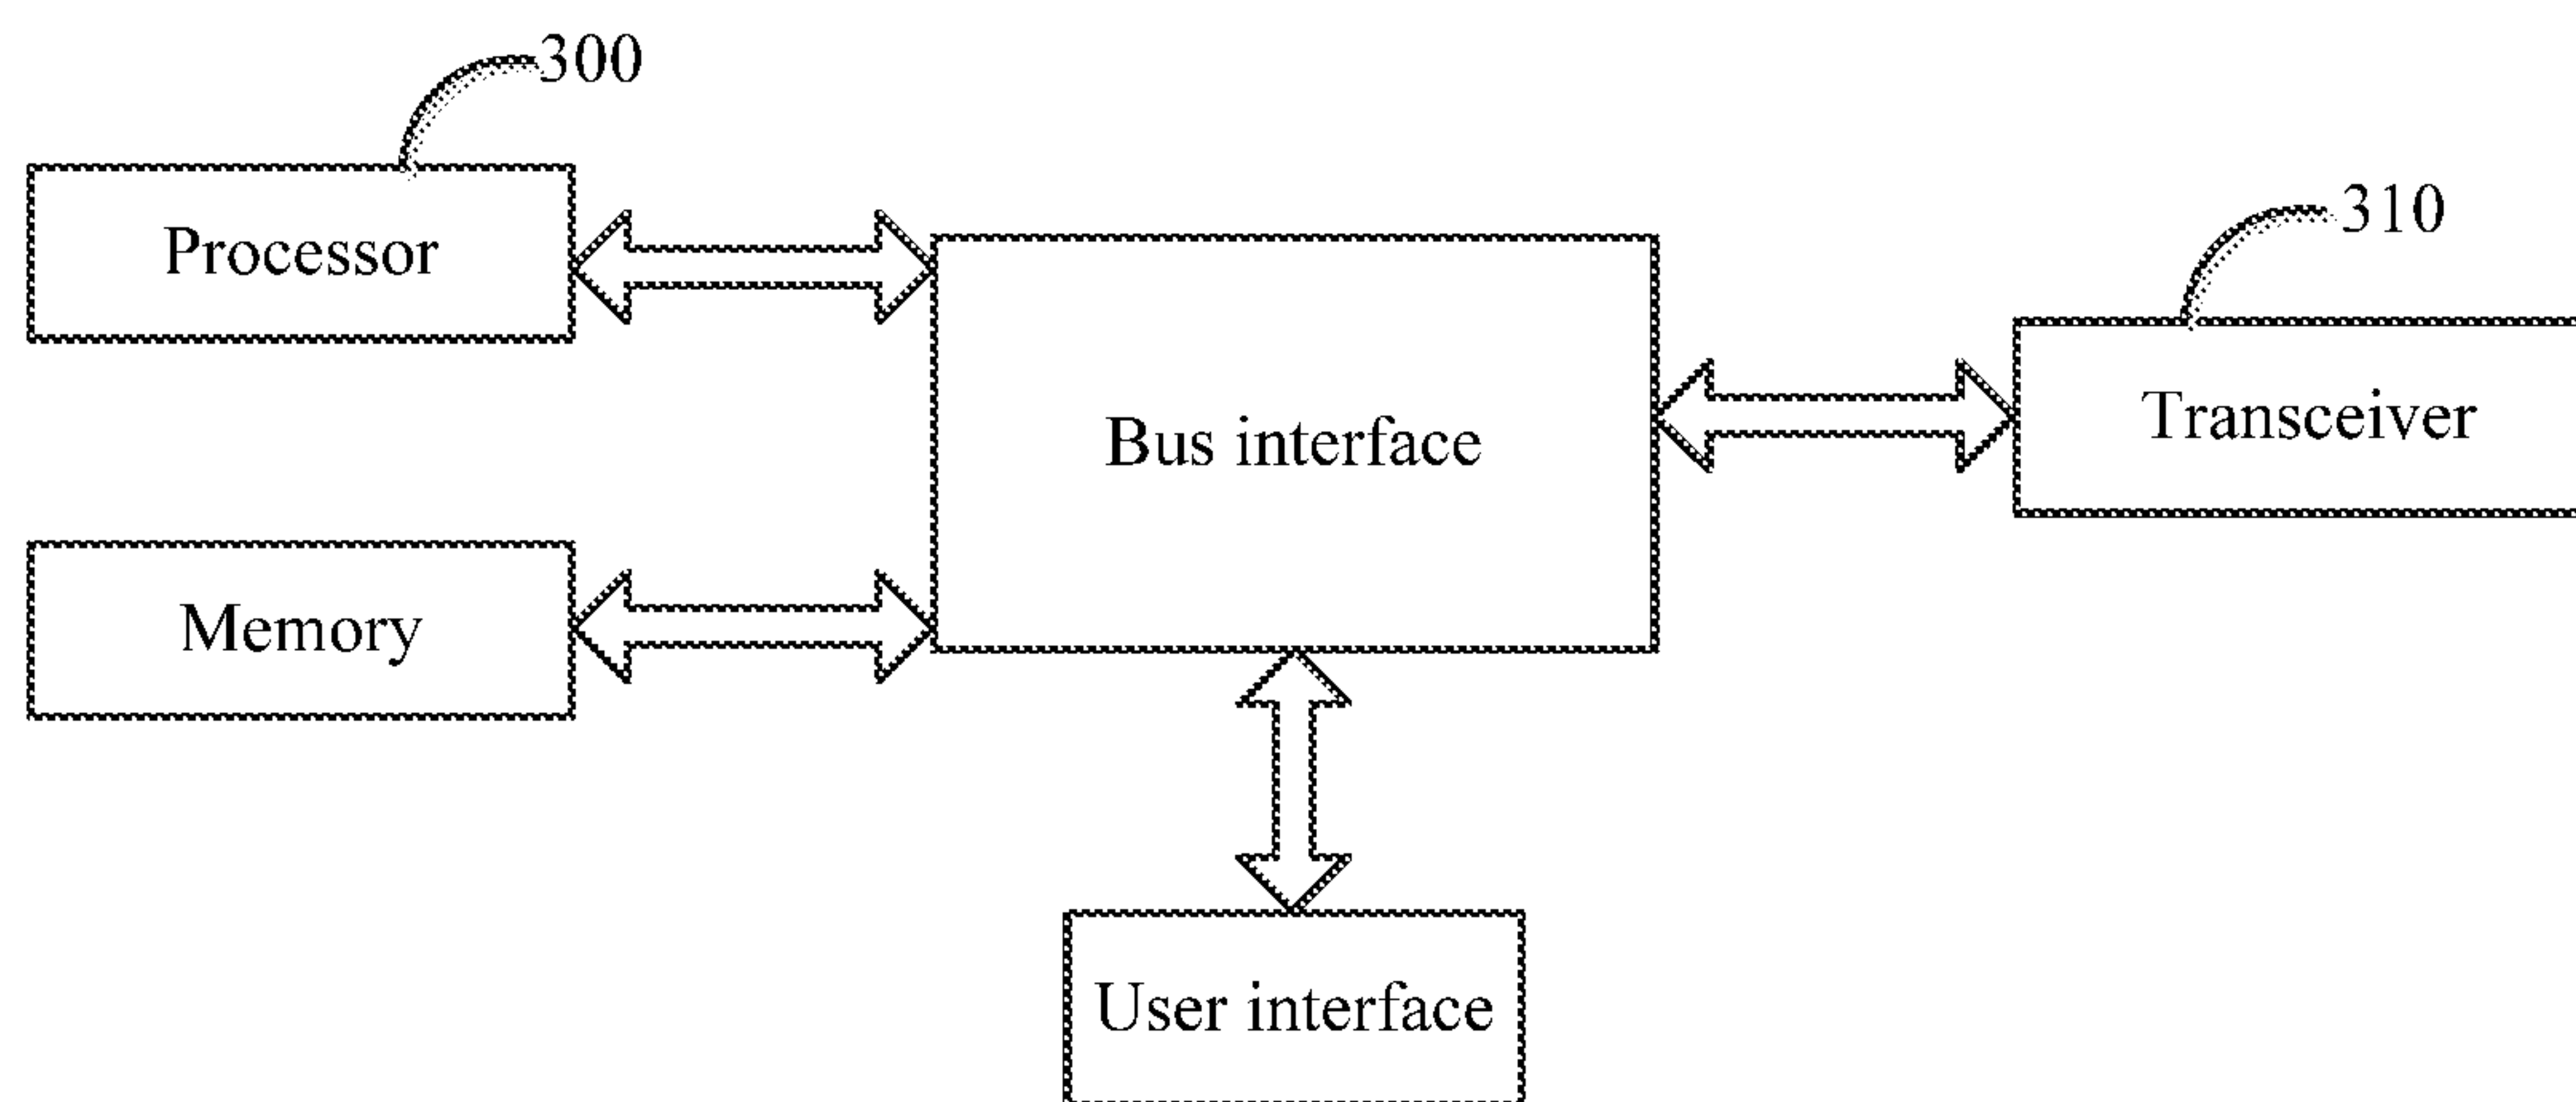 300
Processor
310
Transceiver
Bus interface
Memory
User interface